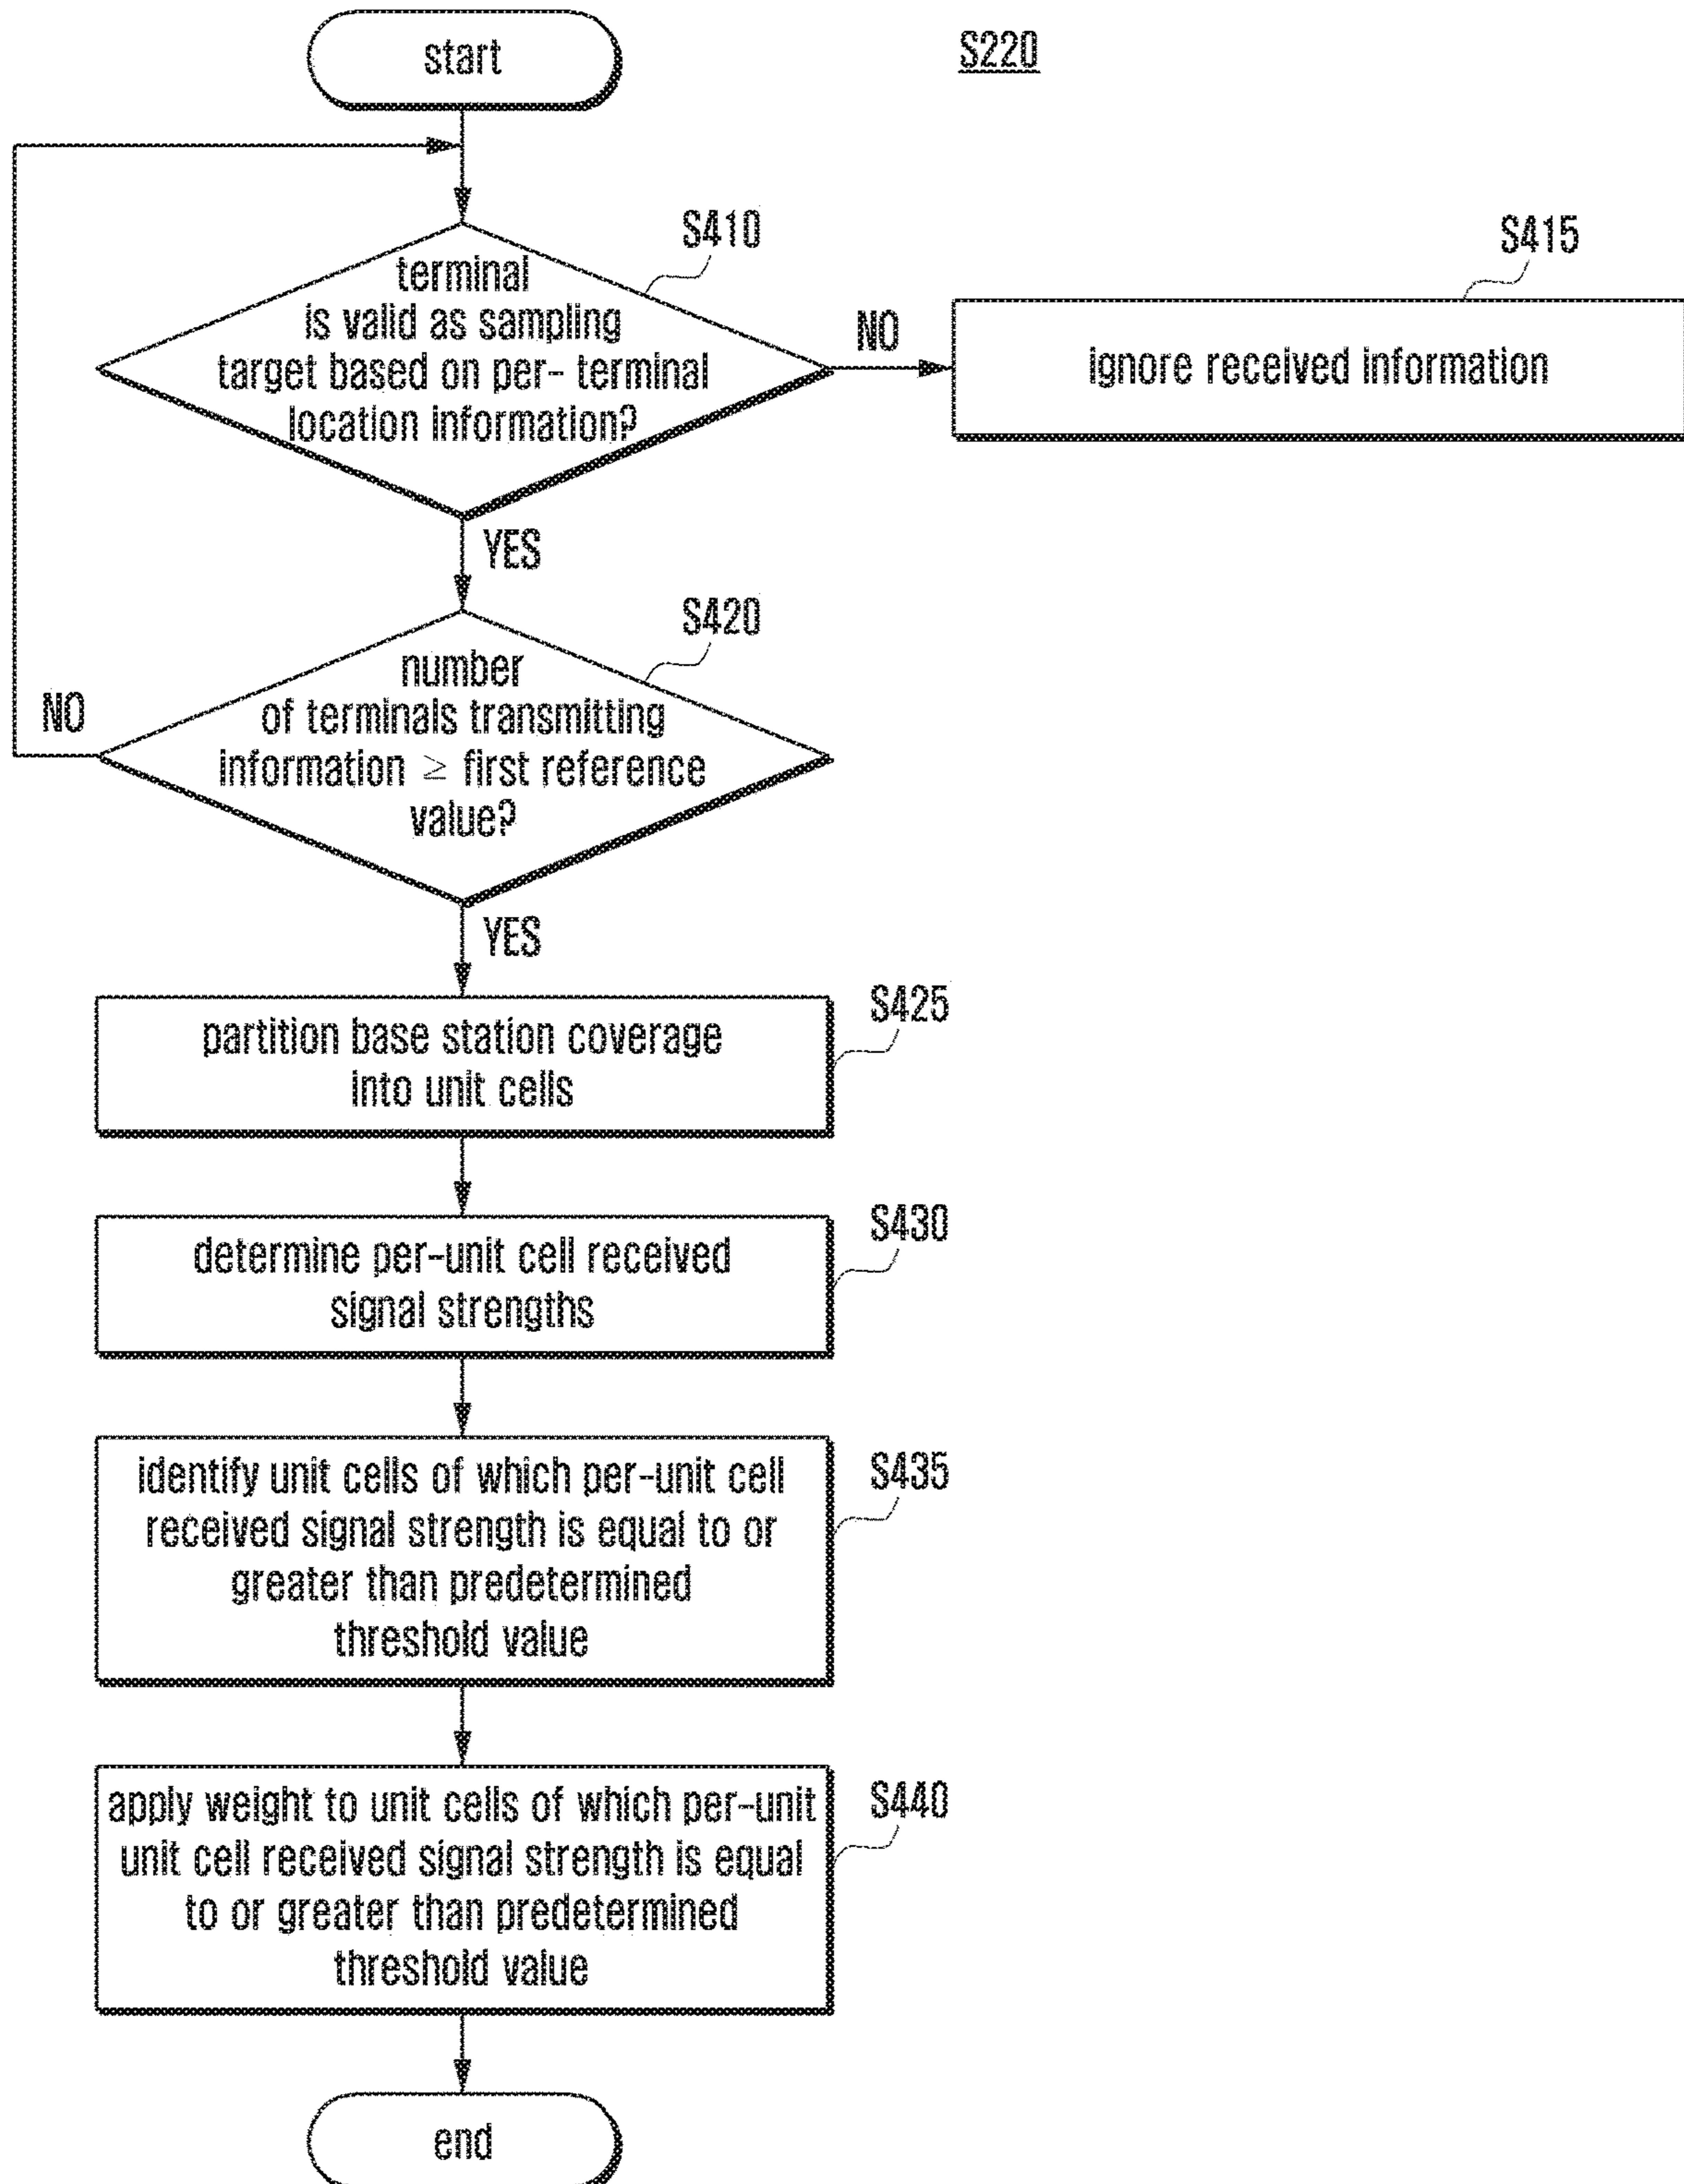 start
S220
S410
terminal
is valid as sampling
target based on per- terminal
location information?
NO
S415
ignore received information
YES
S420
number
of terminals transmitting
information ≥ first reference
value?
NO
YES
S425
partition base station coverage
into unit cells
S430
determine per-unit cell received
signal strengths
S435
identify unit cells of which per-unit cell
received signal strength is equal to or
greater than predetermined
threshold value
S440
apply weight to unit cells of which per-unit
unit cell received signal strength is equal
to or greater than predetermined
threshold value
end